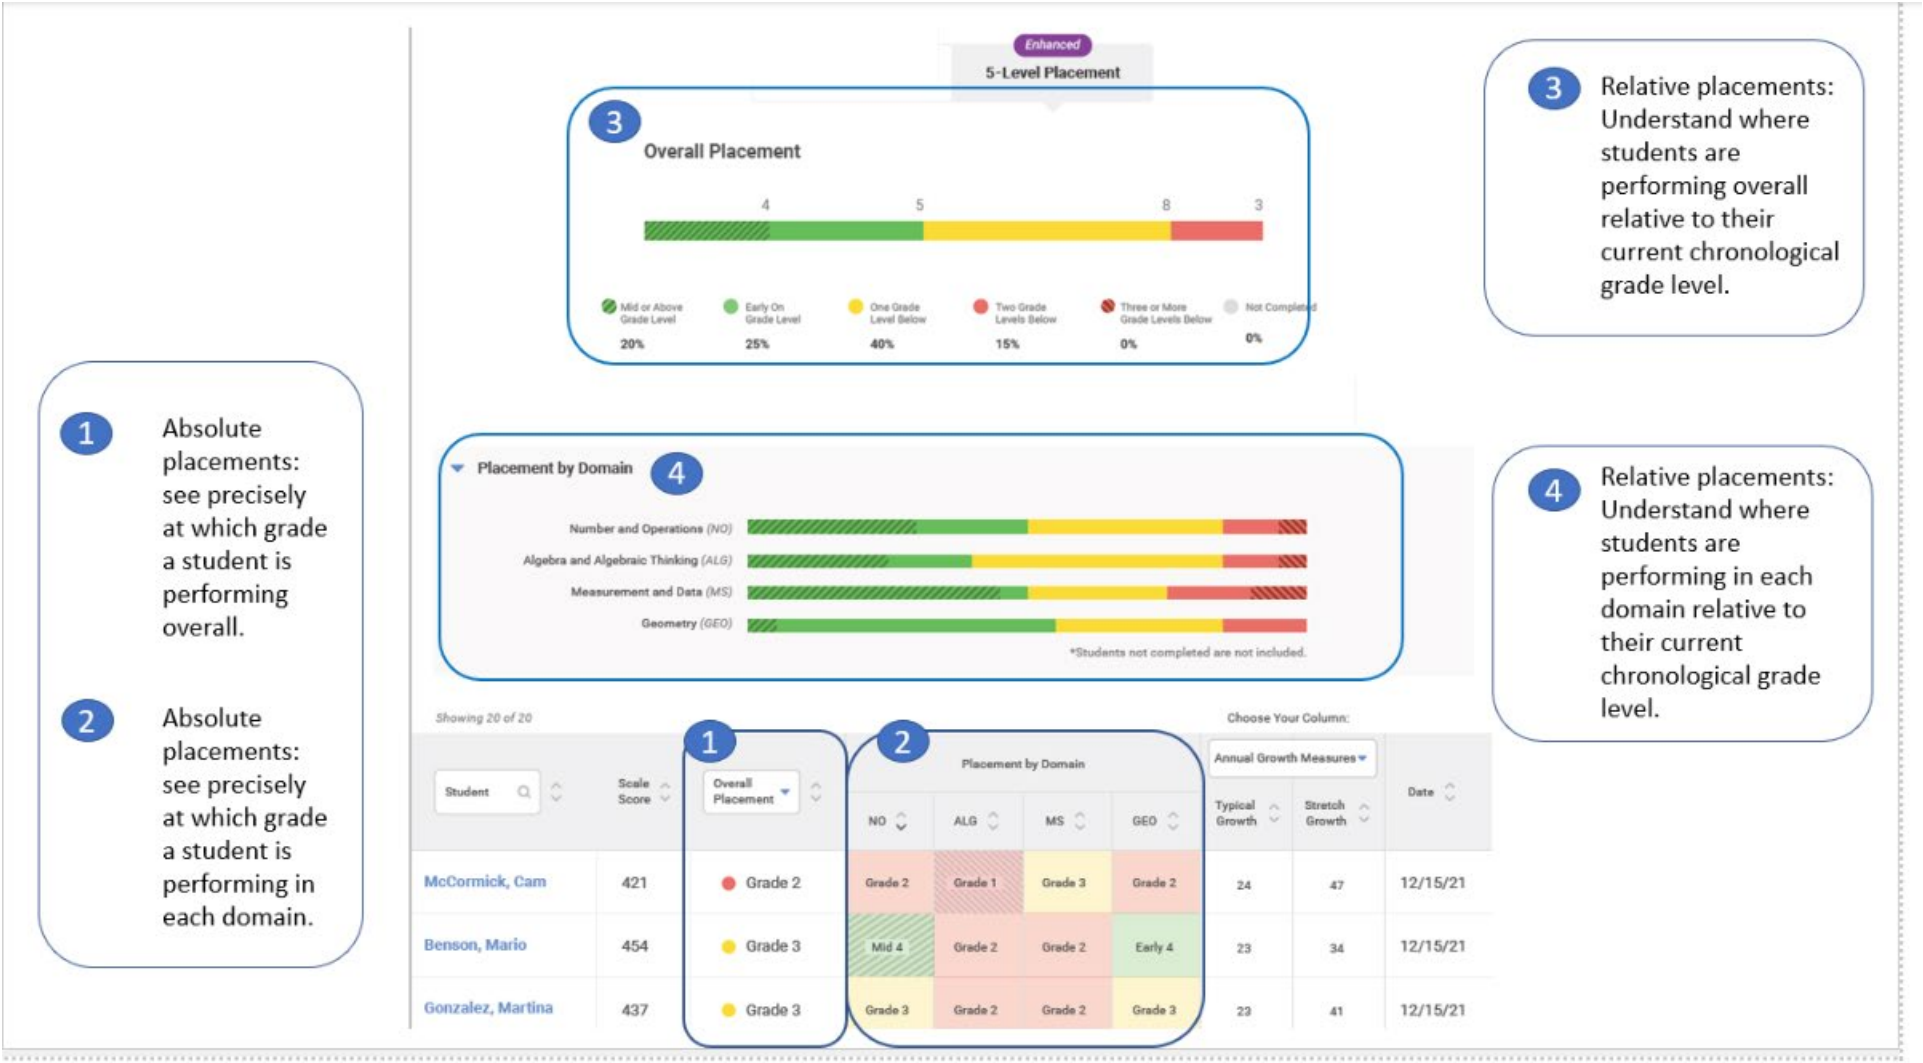 Enhanced
5-Level Placement
3
Overall Placement
4 5 8 3
Mid or Above
Grade Level
20%
Early On
Grade Level
25%
One Grade
Level Below
40%
Two Grade
Levels Below
15%
Three or More
Grade Levels Below
0%
Not Completed
0%
3
Relative placements:
Understand where
students are
performing overall
relative to their
current chronological
grade level.
1
Absolute
placements:
see precisely
at which grade
a student is
performing
overall.
2
Absolute
placements:
see precisely
at which grade
a student is
performing in
each domain.
Placement by Domain
4
Number and Operations (NO)
Algebra and Algebraic Thinking (ALG)
Measurement and Data (MS)
Geometry (GEO)
*Students not completed are not included.
4
Relative placements:
Understand where
students are
performing in each
domain relative to
their current
chronological grade
level.
Showing 20 of 20
Choose Your Column:
1
2
Student
Scale
Score
Overall
Placement
Placement by Domain
NO ALG MS GEO
Annual Growth Measures
Typical
Growth
Stretch
Growth
Date
McCormick, Cam 421 Grade 2 Grade 2 Grade 1 Grade 3 Grade 2 24 47 12/15/21
Benson, Mario 454 Grade 3 Mid 4 Grade 2 Grade 2 Early 4 23 34 12/15/21
Gonzalez, Martina 437 Grade 3 Grade 3 Grade 2 Grade 2 Grade 3 23 41 12/15/21